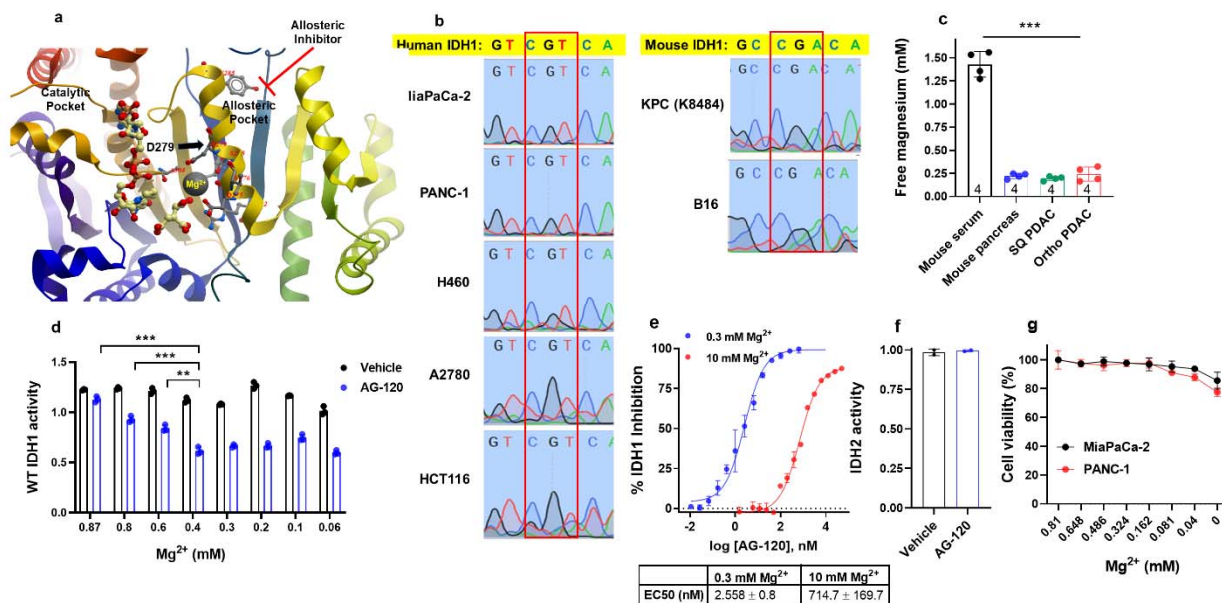 a
Allosteric
Inhibitor
Catalytic
Pocket
Allosteric
Pocket
D279
Mg²⁺
b
Human IDH1: G T C G T C A
Mouse IDH1: G C C G A C A
liaPaCa-2
G T C G T C A
PANC-1
G T C G T C A
H460
G T C G T C A
A2780
G T C G T C A
HCT116
G T C G T C A
KPC (K8484)
G C C G A C A T
B16
G C C G A C A T
c
***
Free magnesium (mM)
1.50
1.25
1.00
0.75
0.50
0.25
0.00
4 4 4 4
Mouse serum
Mouse pancreas
SQ PDAC
Ortho PDAC
d
***
***
**
Vehicle
AG-120
WT IDH1 activity
1.5
1.0
0.5
0.0
0.87 0.8 0.6 0.4 0.3 0.2 0.1 0.06
Mg²⁺ (mM)
e
0.3 mM Mg²⁺
10 mM Mg²⁺
% IDH1 Inhibition
100
75
50
25
0
-2 0 2 4
log [AG-120], nM
0.3 mM Mg²⁺ 10 mM Mg²⁺
EC50 (nM) 2.558 ± 0.8 714.7 ± 169.7
f
IDH2 activity
1.00
0.75
0.50
0.25
0.00
Vehicle
AG-120
g
Cell viability (%)
100
50
0
MiaPaCa-2
PANC-1
0.81 0.648 0.486 0.324 0.162 0.081 0.04 0
Mg²⁺ (mM)